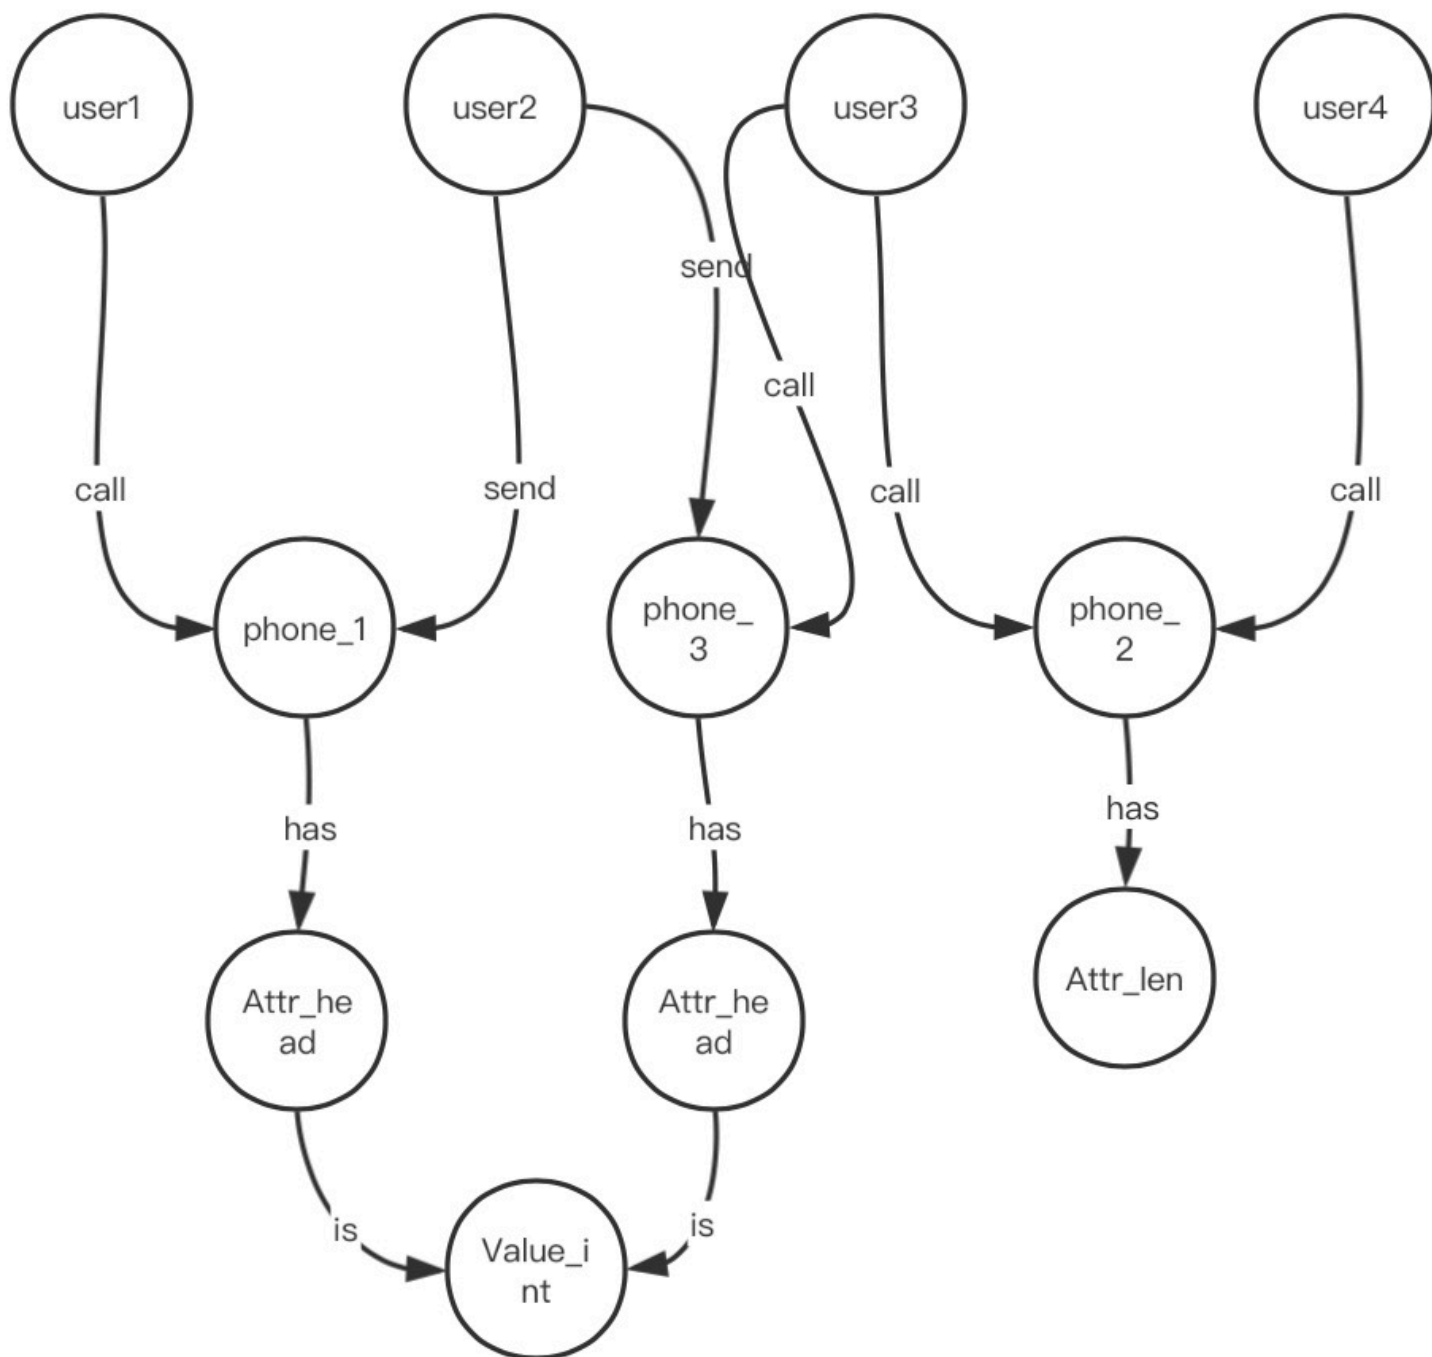 user1
user2
user3
user4
send
call
call
send
call
call
phone_1
phone_
3
phone_
2
has
has
has
Attr_he
ad
Attr_he
ad
Attr_len
is
is
Value_i
nt